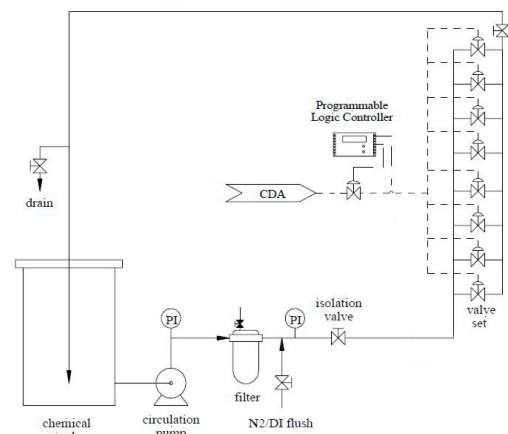 Programmable
Logic Controller
CDA
drain
PI
PI
isolation
valve
valve
set
filter
N2/DI flush
circulation
chemical